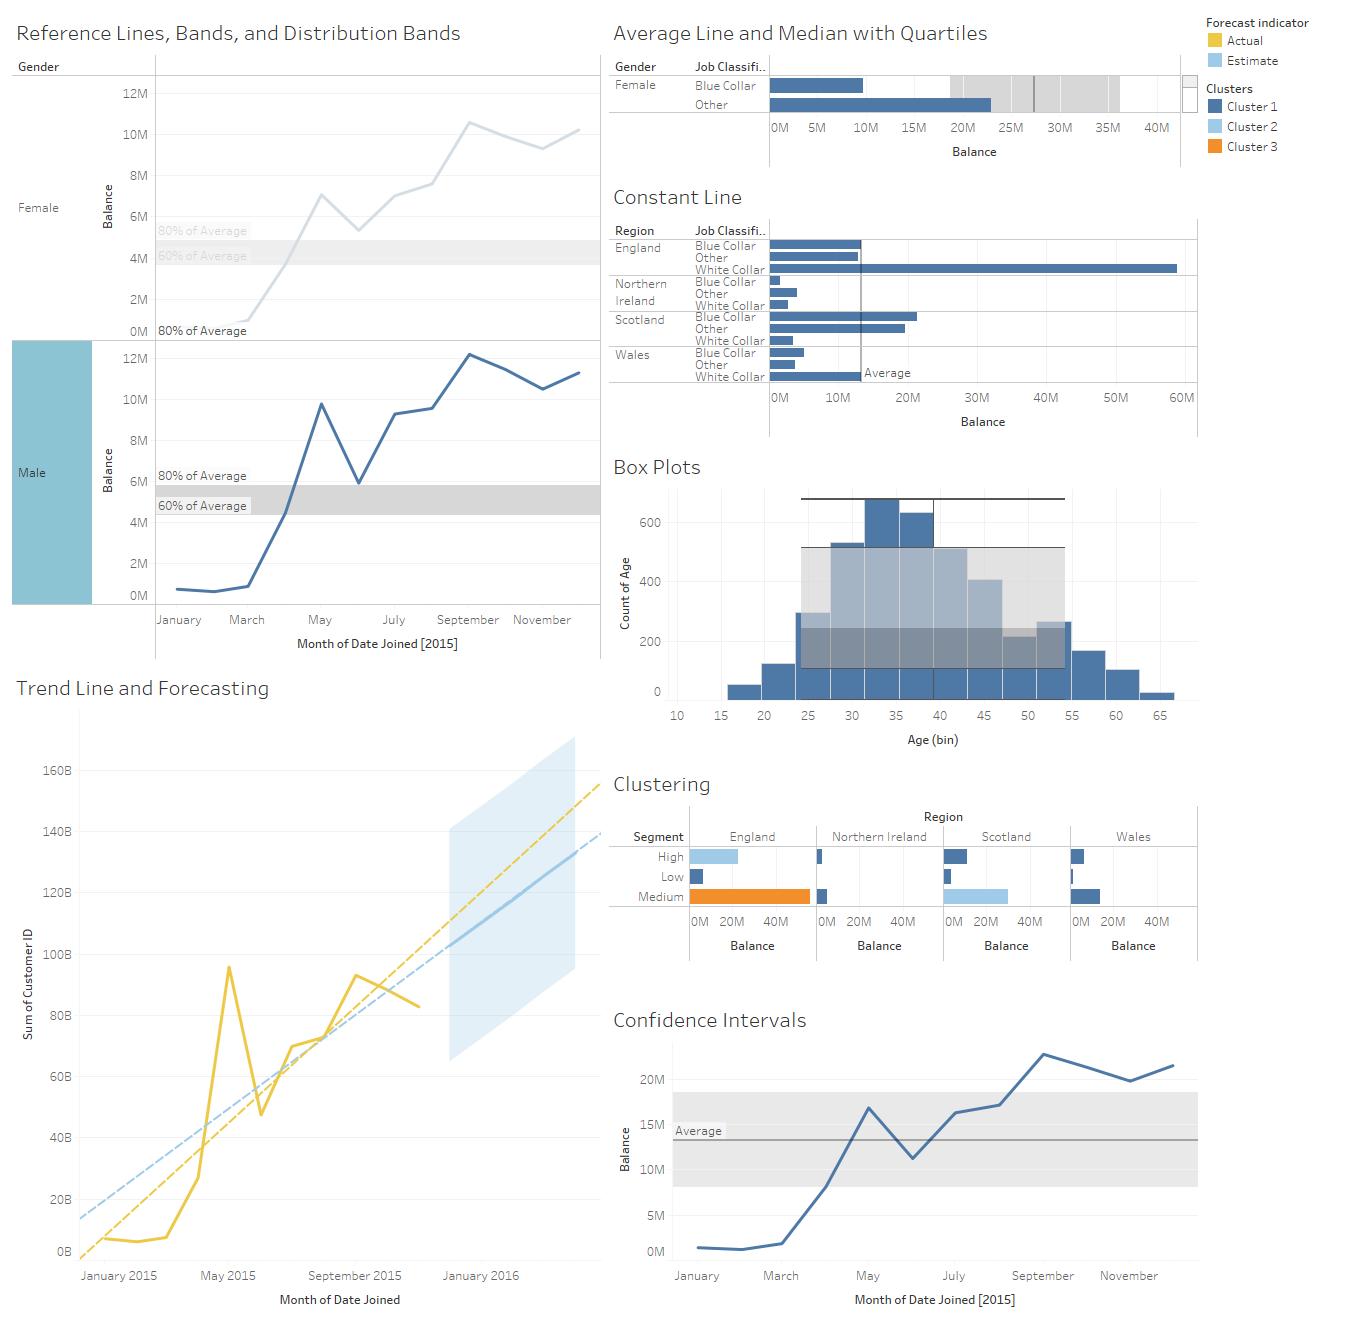 Reference Lines, Bands, and Distribution Bands
Gender
12M
10M
8M
6M
4M
2M
0M
Balance
Female
80% of Average
60% of Average
80% of Average
12M
10M
8M
6M
4M
2M
0M
Balance
Male
80% of Average
60% of Average
January March May July September November
Month of Date Joined [2015]
Trend Line and Forecasting
160B
140B
120B
100B
80B
60B
40B
20B
0B
Sum of Customer ID
January 2015 May 2015 September 2015 January 2016
Month of Date Joined
Average Line and Median with Quartiles
Gender Job Classifi..
Female Blue Collar
Other
0M 5M 10M 15M 20M 25M 30M 35M 40M
Balance
Constant Line
Region Job Classifi..
England Blue Collar
Other
White Collar
Northern Ireland Blue Collar
Other
White Collar
Scotland Blue Collar
Other
White Collar
Wales Blue Collar
Other
White Collar
Average
0M 10M 20M 30M 40M 50M 60M
Balance
Box Plots
600
400
200
0
Count of Age
10 15 20 25 30 35 40 45 50 55 60 65
Age (bin)
Clustering
Region
Segment England Northern Ireland Scotland Wales
High
Low
Medium
0M 20M 40M 0M 20M 40M 0M 20M 40M 0M 20M 40M
Balance Balance Balance Balance
Confidence Intervals
20M
15M
10M
5M
0M
Balance
Average
January March May July September November
Month of Date Joined [2015]
Forecast indicator
Actual
Estimate
Clusters
Cluster 1
Cluster 2
Cluster 3